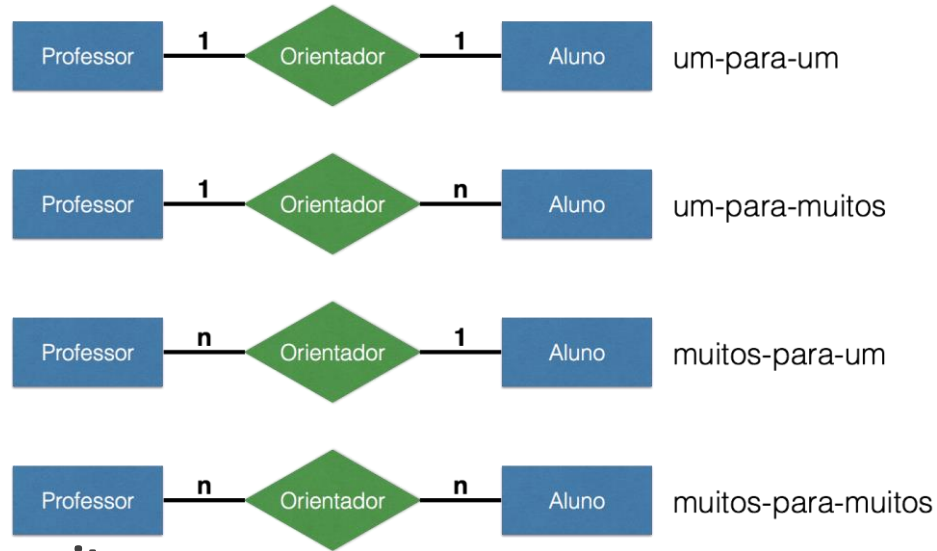 Professor 1 Orientador 1 Aluno um-para-um
Professor 1 Orientador n Aluno um-para-muitos
Professor n Orientador 1 Aluno muitos-para-um
Professor n Orientador n Aluno muitos-para-muitos